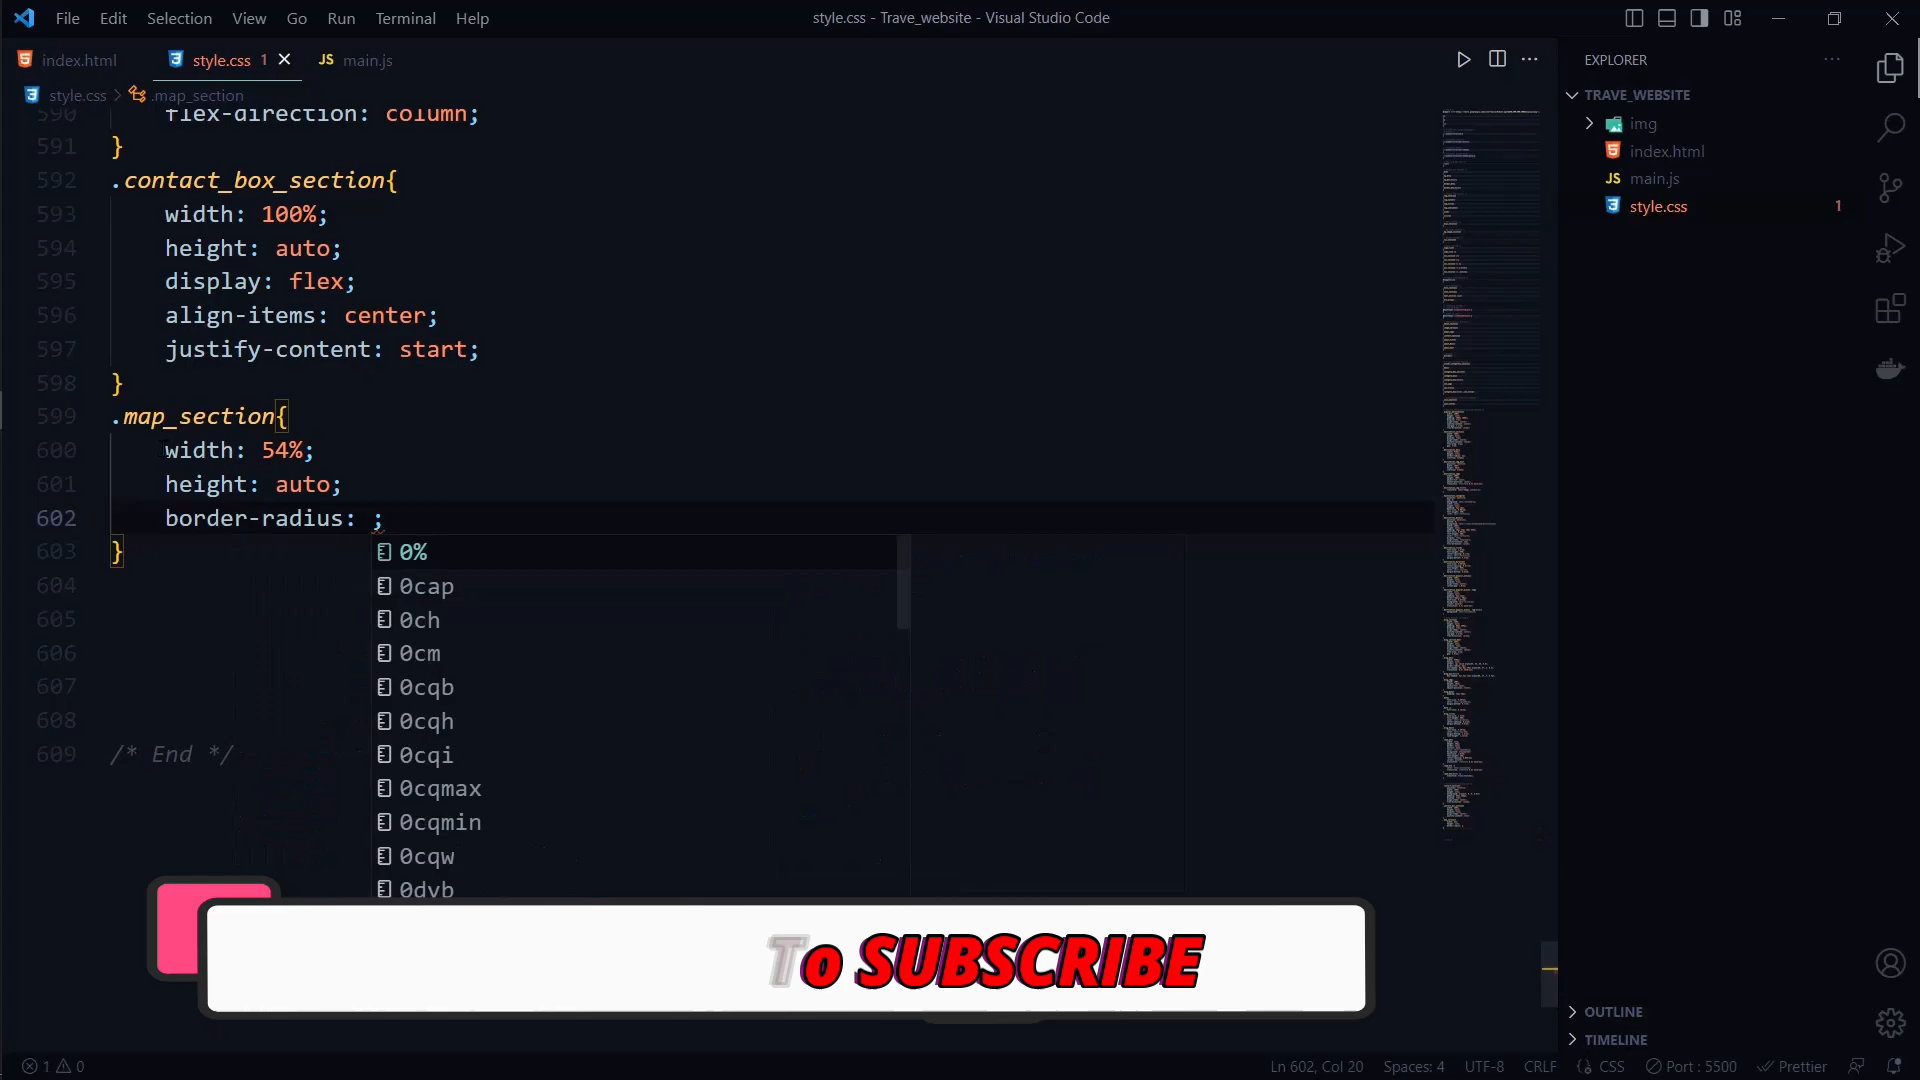 File Edit Selection View Go Run Terminal Help
style.css - Trave_website - Visual Studio Code
index.html
style.css 1
JS main.js
EXPLORER
style.css > .map_section
TRAVE_WEBSITE
img
index.html
JS main.js
style.css 1
590 flex-direction: column;
591 }
592 .contact_box_section{
593 width: 100%;
594 height: auto;
595 display: flex;
596 align-items: center;
597 justify-content: start;
598 }
599 .map_section{
600 width: 54%;
601 height: auto;
602 border-radius: ;
603 }
604
605
606
607
608
609 /* End */
0%
0cap
0ch
0cm
0cqb
0cqh
0cqi
0cqmax
0cqmin
0cqw
0dvb
To SUBSCRIBE
OUTLINE
TIMELINE
1 0
Ln 602, Col 20 Spaces: 4 UTF-8 CRLF {} CSS Port : 5500 Prettier